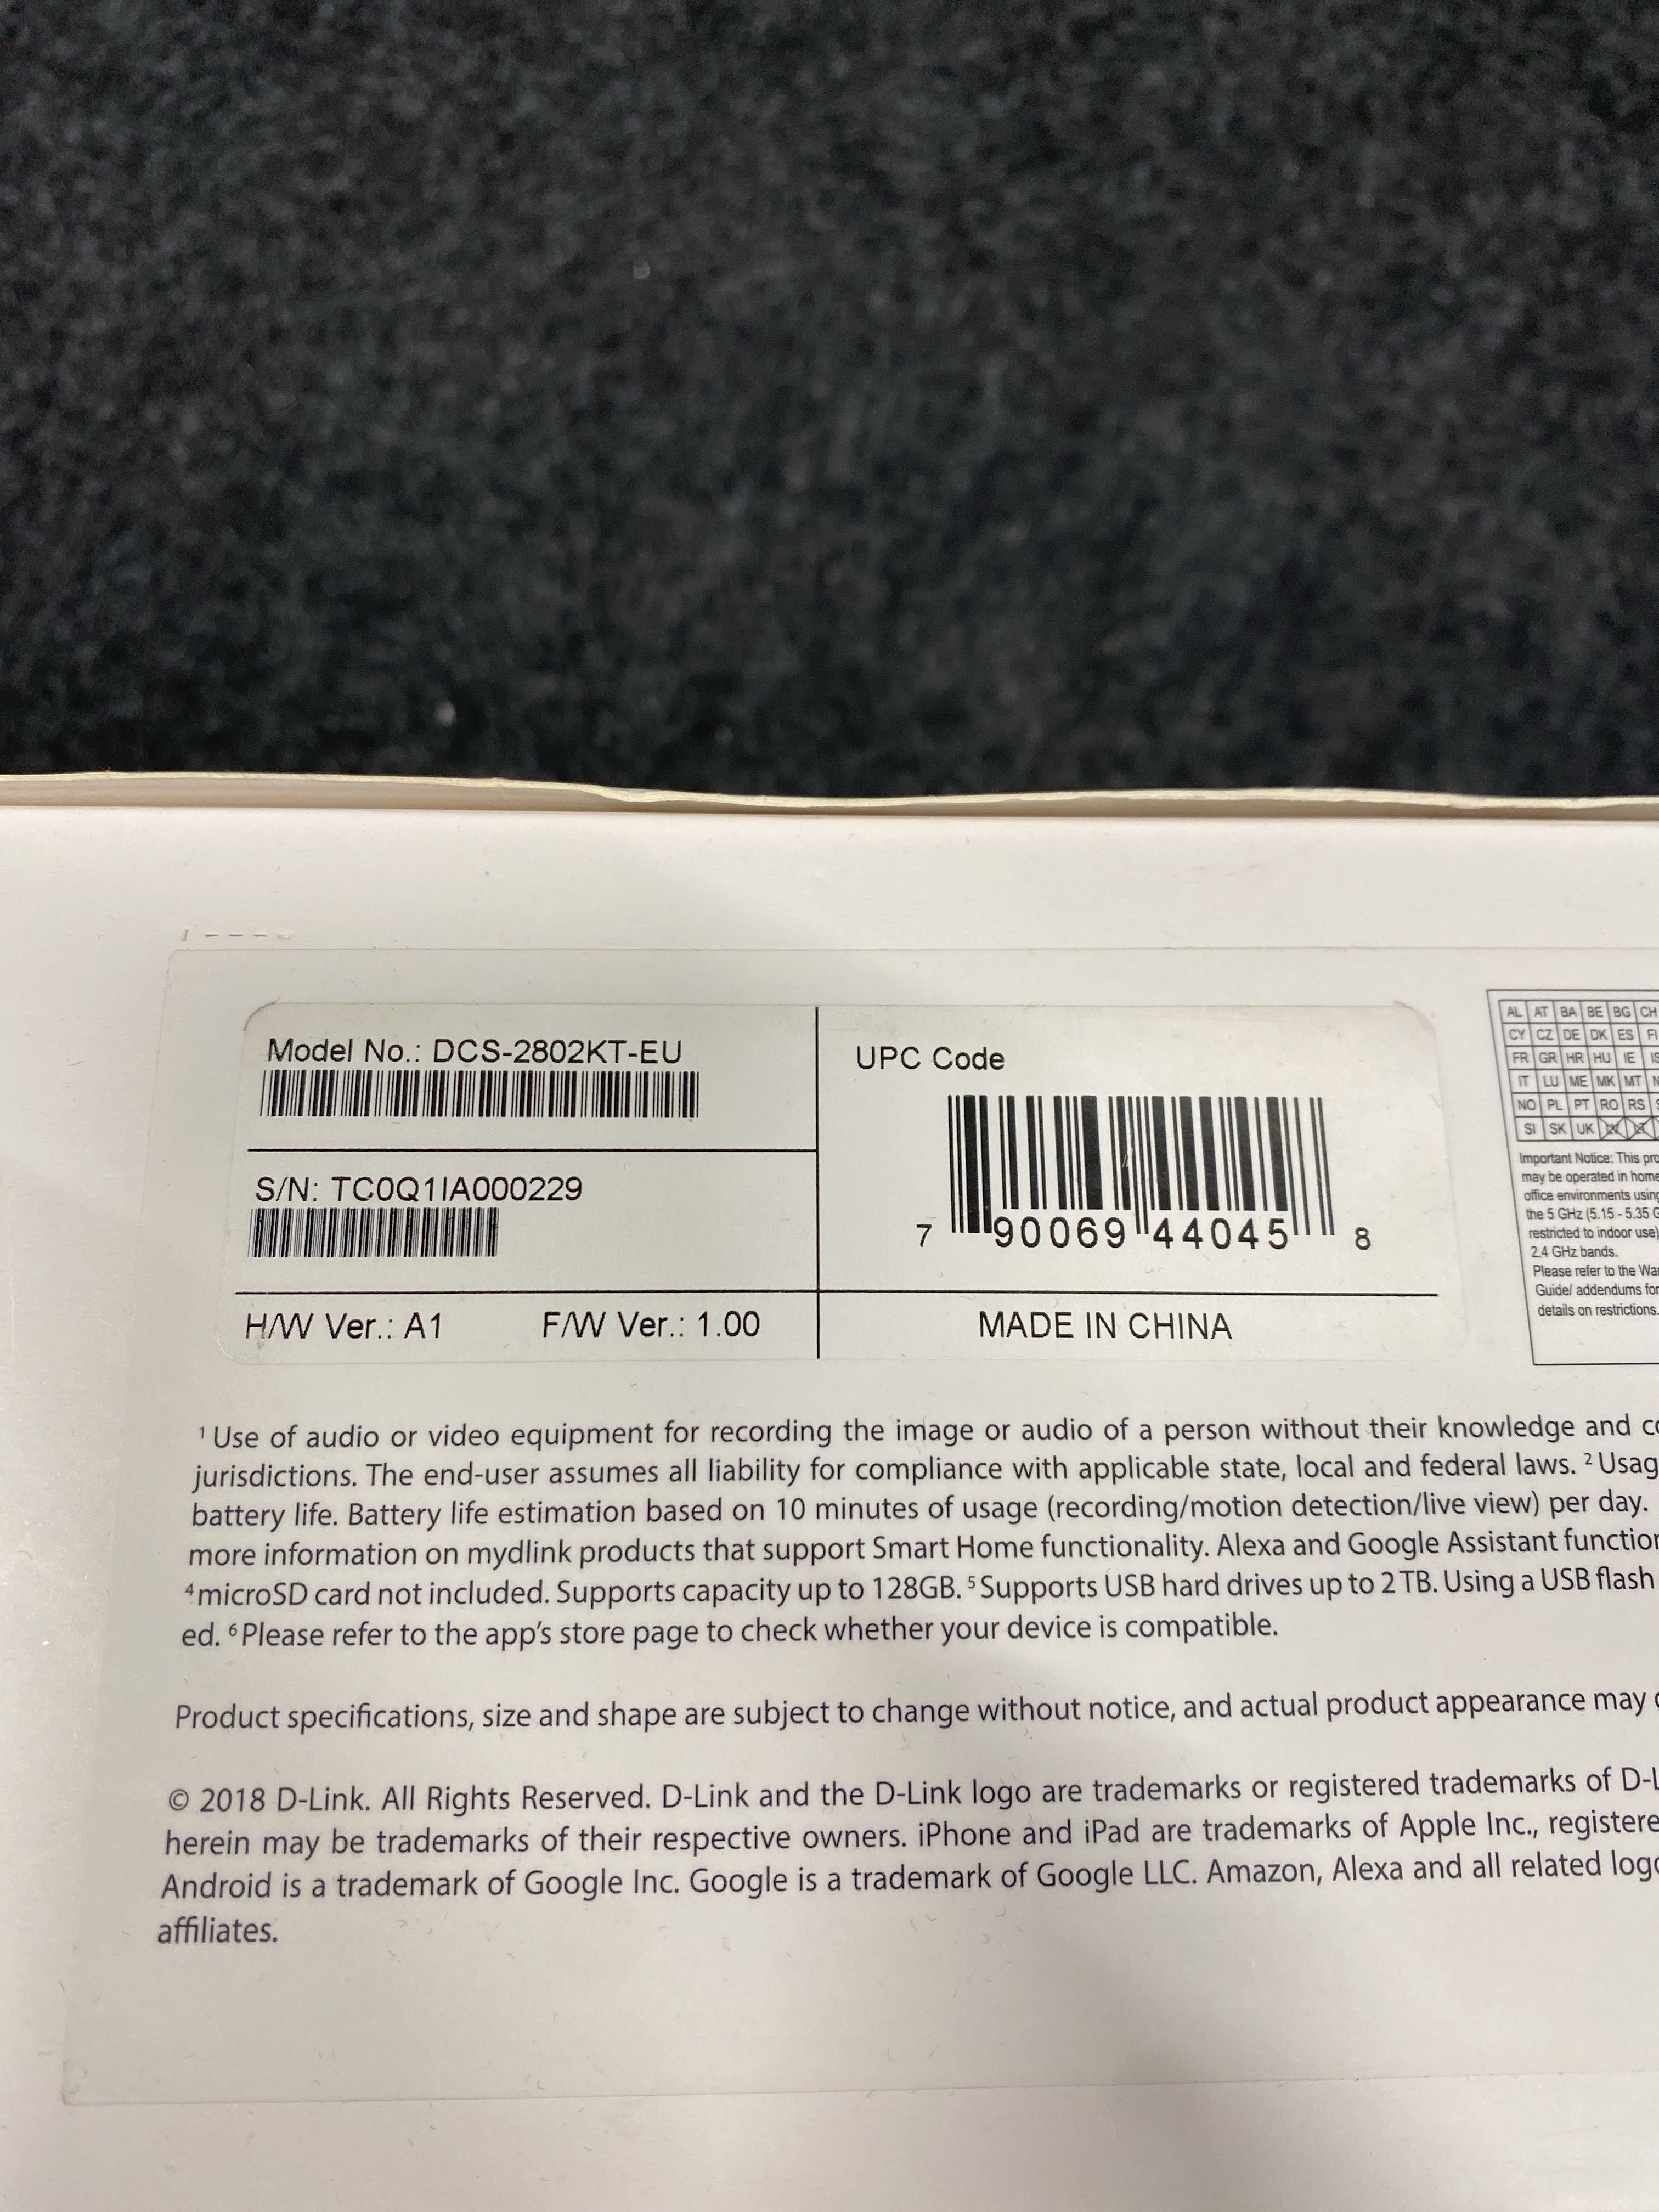 Model No.: DCS-2802KT-EU
S/N: TC0Q1IA000229
H/W Ver.: A1 F/W Ver.: 1.00
UPC Code
7 90069 44045 8
MADE IN CHINA
AL AT BA BE BG CH
CY CZ DE DK ES FI
FR GR HR HU IE IS
IT LU ME MK MT
NO PL PT RO RS
SI SK UK LV LT
Important Notice: This
may be operated in home
office environments using
the 5 GHz (5.15 - 5.35
restricted to indoor use)
2.4 GHz bands.
Please refer to the
Guide/ addendums for
details on restrictions.
¹ Use of audio or video equipment for recording the image or audio of a person without their knowledge and
jurisdictions. The end-user assumes all liability for compliance with applicable state, local and federal laws. ² Usag
battery life. Battery life estimation based on 10 minutes of usage (recording/motion detection/live view) per day.
more information on mydlink products that support Smart Home functionality. Alexa and Google Assistant function
⁴ microSD card not included. Supports capacity up to 128GB. ⁵ Supports USB hard drives up to 2 TB. Using a USB flash
ed. ⁶ Please refer to the app's store page to check whether your device is compatible.
Product specifications, size and shape are subject to change without notice, and actual product appearance may
© 2018 D-Link. All Rights Reserved. D-Link and the D-Link logo are trademarks or registered trademarks of D-L
herein may be trademarks of their respective owners. iPhone and iPad are trademarks of Apple Inc., registere
Android is a trademark of Google Inc. Google is a trademark of Google LLC. Amazon, Alexa and all related logo
affiliates.